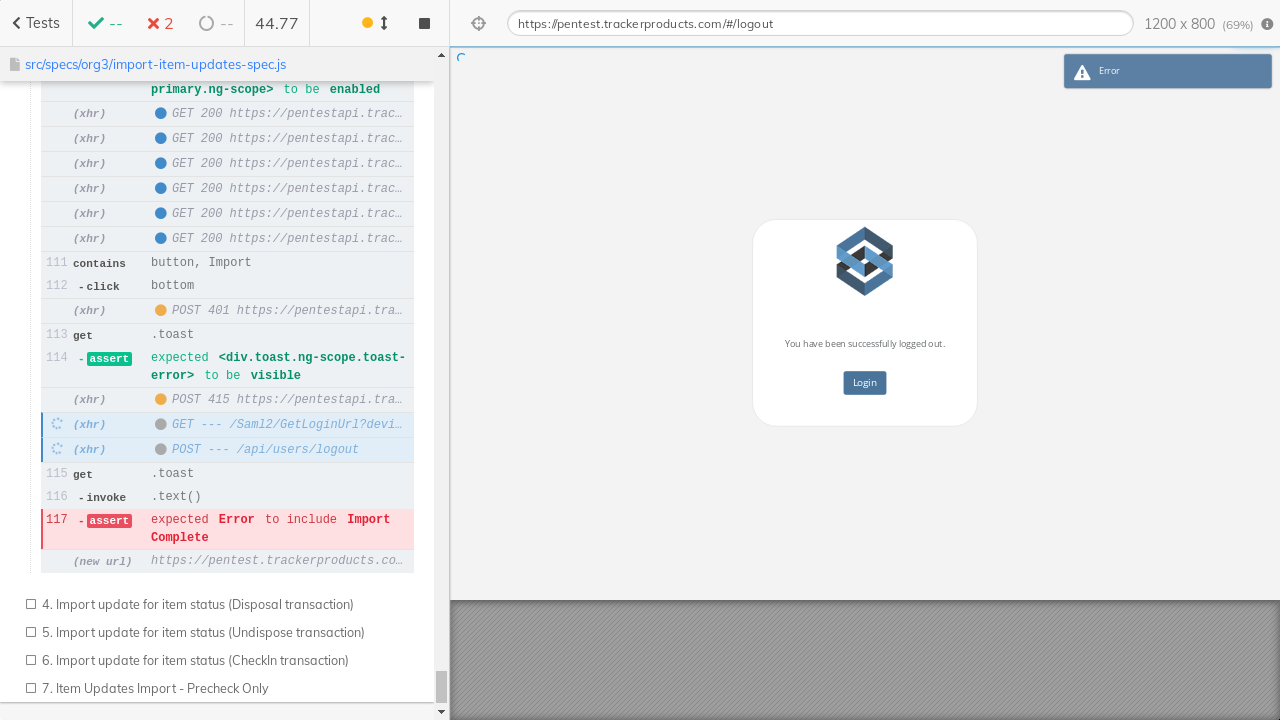 Tests
--
2
--
44.77
https://pentest.trackerproducts.com/#/logout
1200 x 800 (69%)
src/specs/org3/import-item-updates-spec.js
primary.ng-scope> to be enabled
(xhr) GET 200 https://pentestapi.trac…
(xhr) GET 200 https://pentestapi.trac…
(xhr) GET 200 https://pentestapi.trac…
(xhr) GET 200 https://pentestapi.trac…
(xhr) GET 200 https://pentestapi.trac…
(xhr) GET 200 https://pentestapi.trac…
111 contains button, Import
112 -click bottom
(xhr) POST 401 https://pentestapi.tra…
113 get .toast
114 -assert expected <div.toast.ng-scope.toast-
error> to be visible
(xhr) POST 415 https://pentestapi.tra…
(xhr) GET --- /Saml2/GetLoginUrl?devi…
(xhr) POST --- /api/users/logout
115 get .toast
116 -invoke .text()
117 -assert expected Error to include Import
Complete
(new url) https://pentest.trackerproducts.co…
4. Import update for item status (Disposal transaction)
5. Import update for item status (Undispose transaction)
6. Import update for item status (CheckIn transaction)
7. Item Updates Import - Precheck Only
Error
You have been successfully logged out.
Login